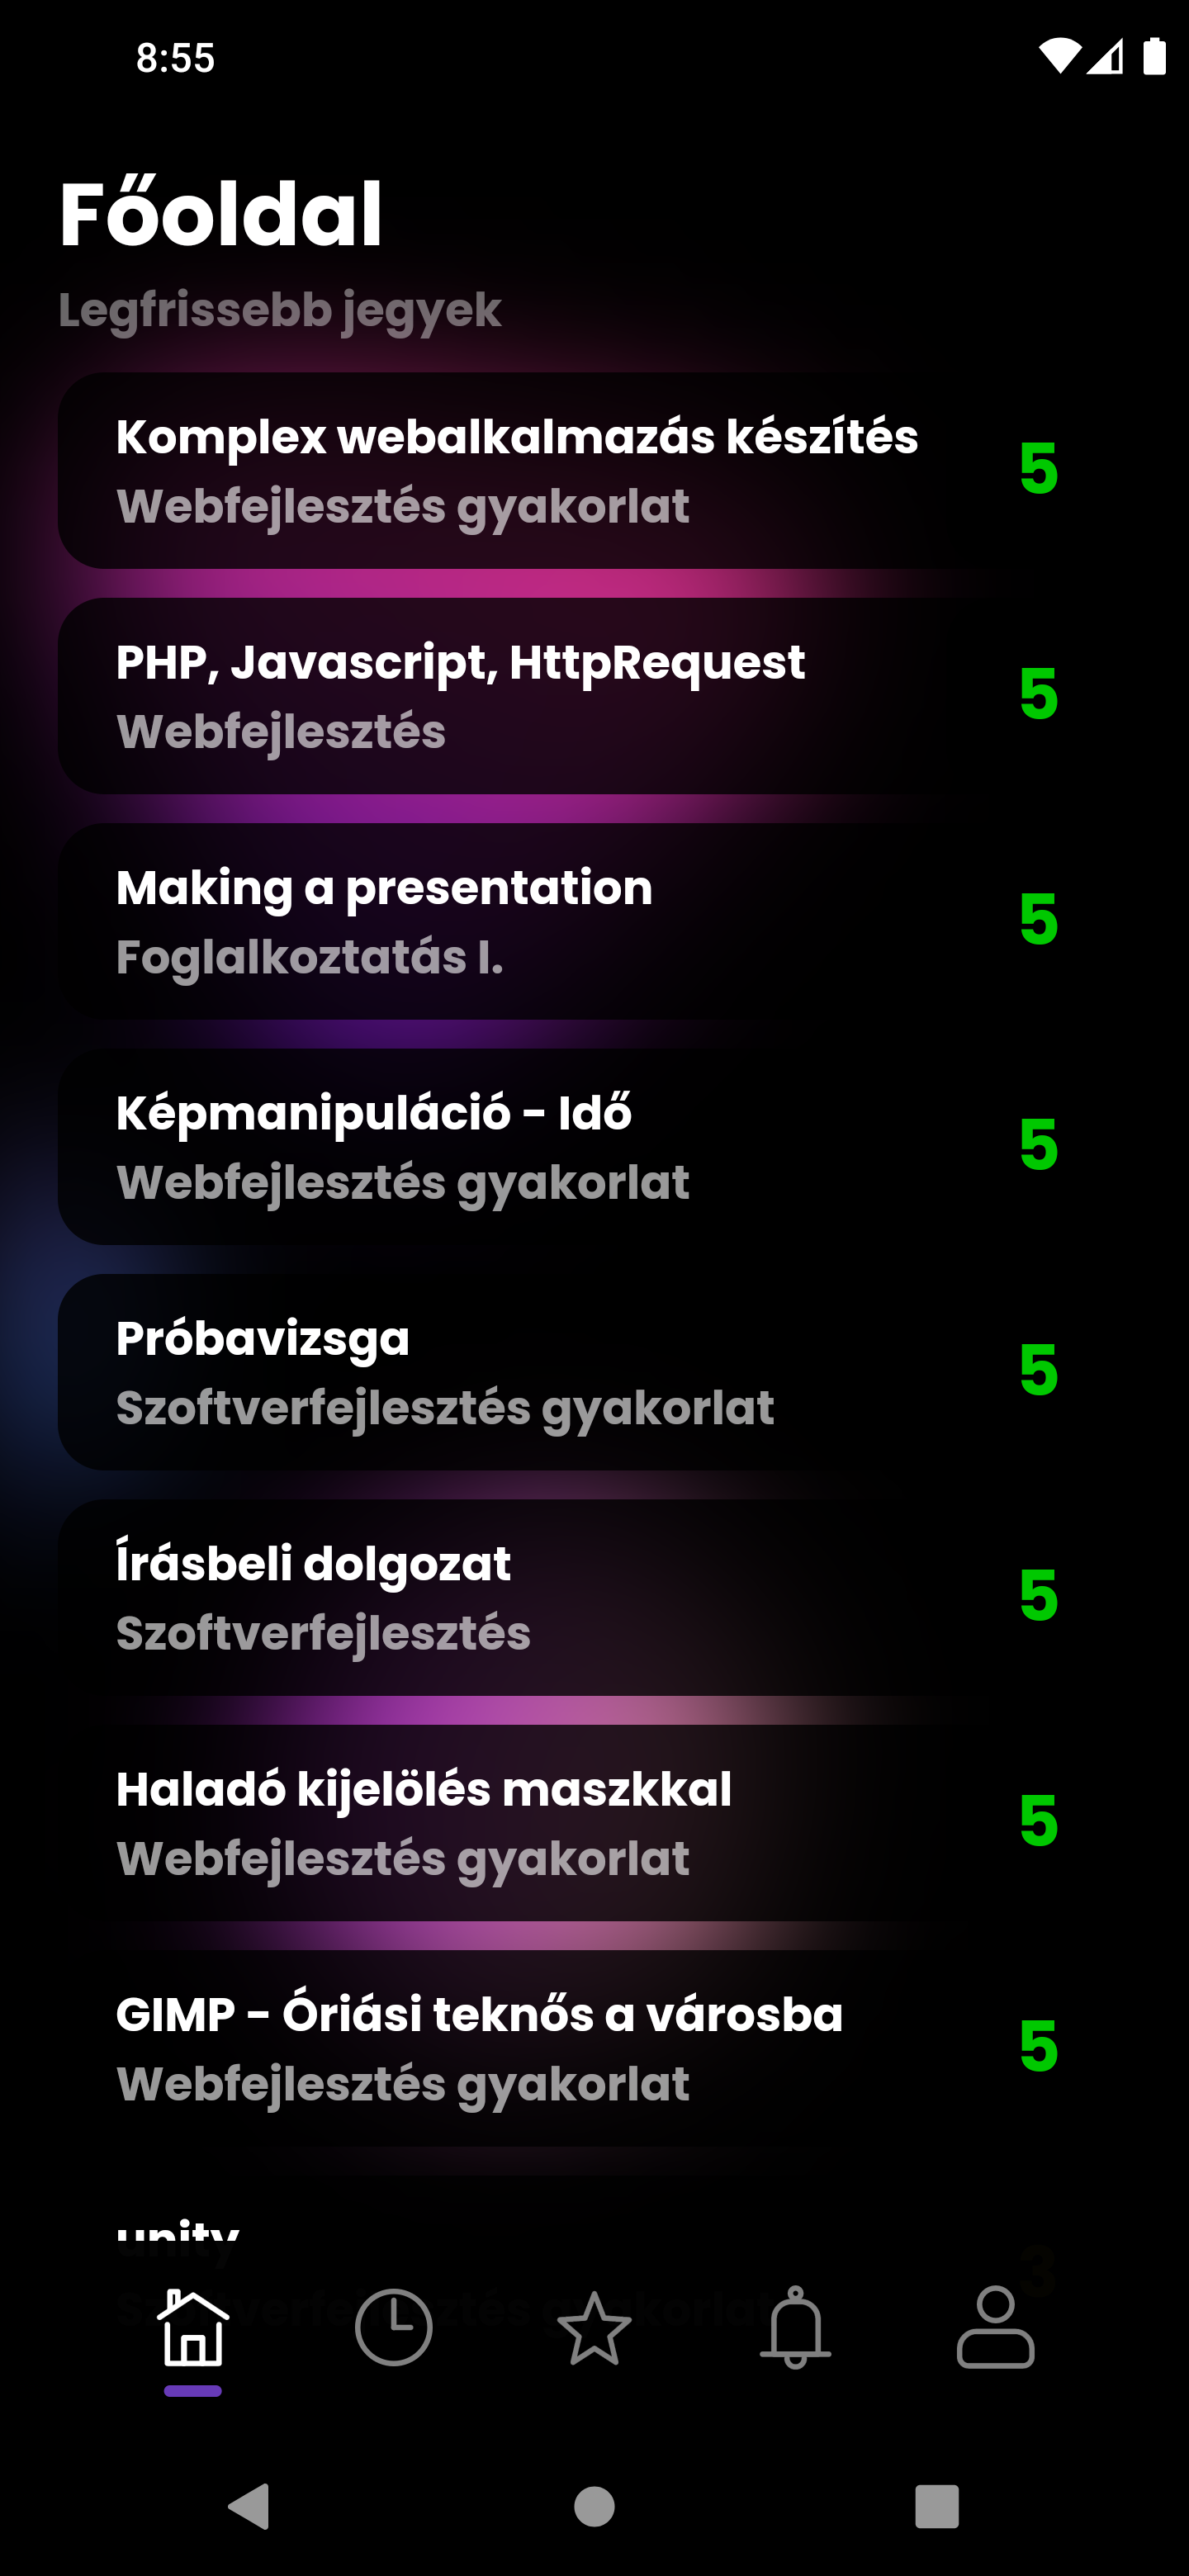 8:55
Főoldal
Legfrissebb jegyek
Komplex webalkalmazás készítés
Webfejlesztés gyakorlat
5
PHP, Javascript, HttpRequest
Webfejlesztés
5
Making a presentation
Foglalkoztatás I.
5
Képmanipuláció - Idő
Webfejlesztés gyakorlat
5
Próbavizsga
Szoftverfejlesztés gyakorlat
5
Írásbeli dolgozat
Szoftverfejlesztés
5
Haladó kijelölés maszkkal
Webfejlesztés gyakorlat
5
GIMP - Óriási teknős a városba
Webfejlesztés gyakorlat
5
unity
3